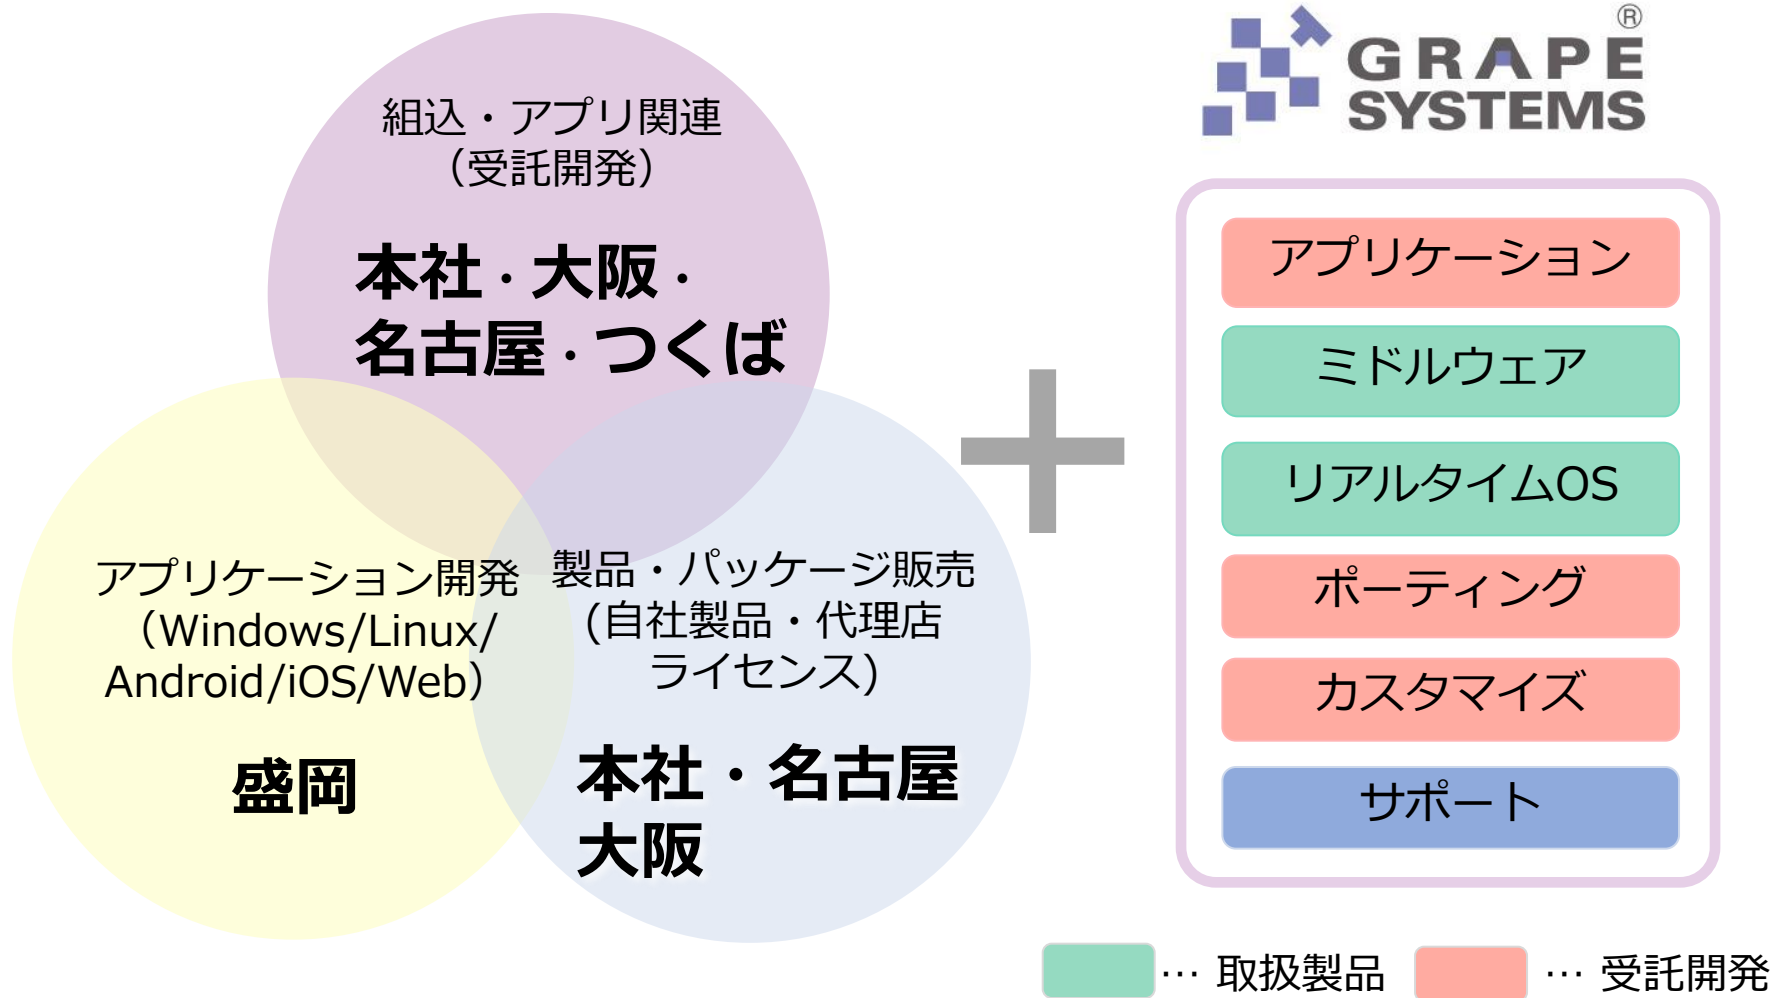 組込・アプリ関連
（受託開発）
本社・大阪・
名古屋・つくば
アプリケーション開発
（Windows/Linux/
Android/iOS/Web）
盛岡
製品・パッケージ販売
(自社製品・代理店
ライセンス)
本社・名古屋
大阪
GRAPE®
SYSTEMS
アプリケーション
ミドルウェア
リアルタイムOS
ポーティング
カスタマイズ
サポート
… 取扱製品
… 受託開発